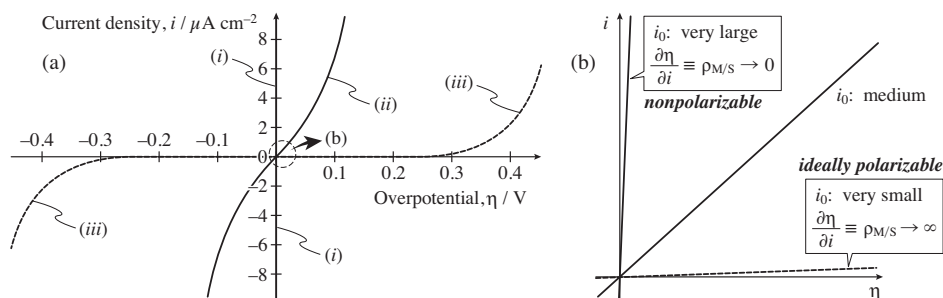 Current density, i / μA cm⁻²
(a)
8
6
4
2
0
−2
−4
−6
−8
−0.4
−0.3
−0.2
−0.1
0.1
0.2
0.3
0.4
Overpotential, η / V
(i)
(ii)
(iii)
(b)
(iii)
(i)
(b)
i
i₀: very large
∂η/∂i ≡ ρM/S → 0
nonpolarizable
i₀: medium
ideally polarizable
i₀: very small
∂η/∂i ≡ ρM/S → ∞
η